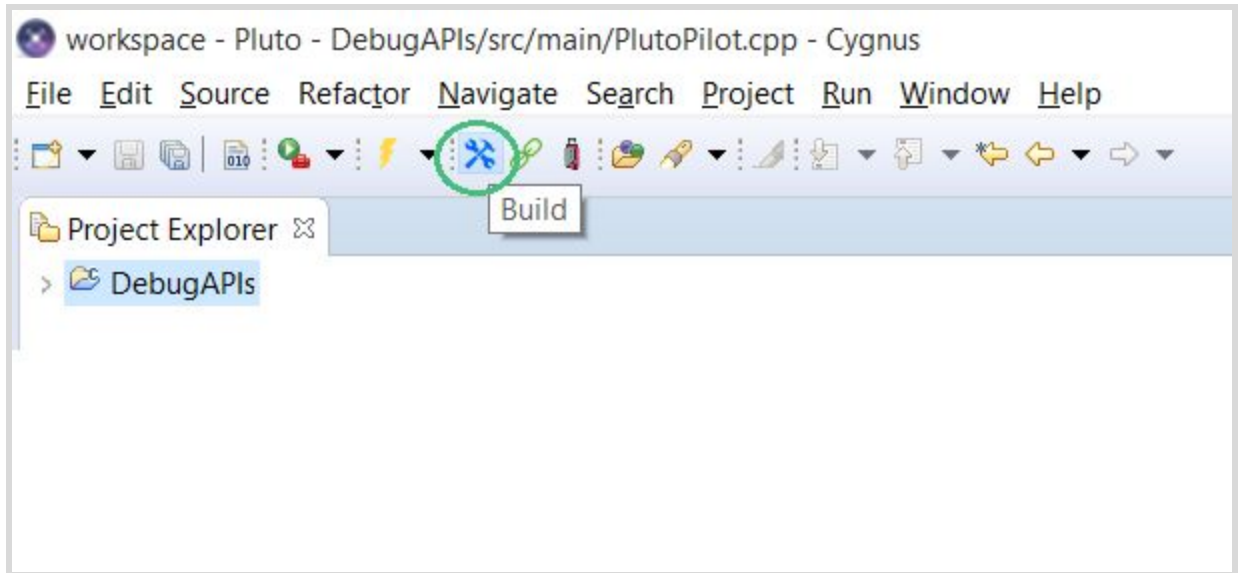 workspace - Pluto - DebugAPIs/src/main/PlutoPilot.cpp - Cygnus
File Edit Source Refactor Navigate Search Project Run Window Help
010
Build
Project Explorer
DebugAPIs